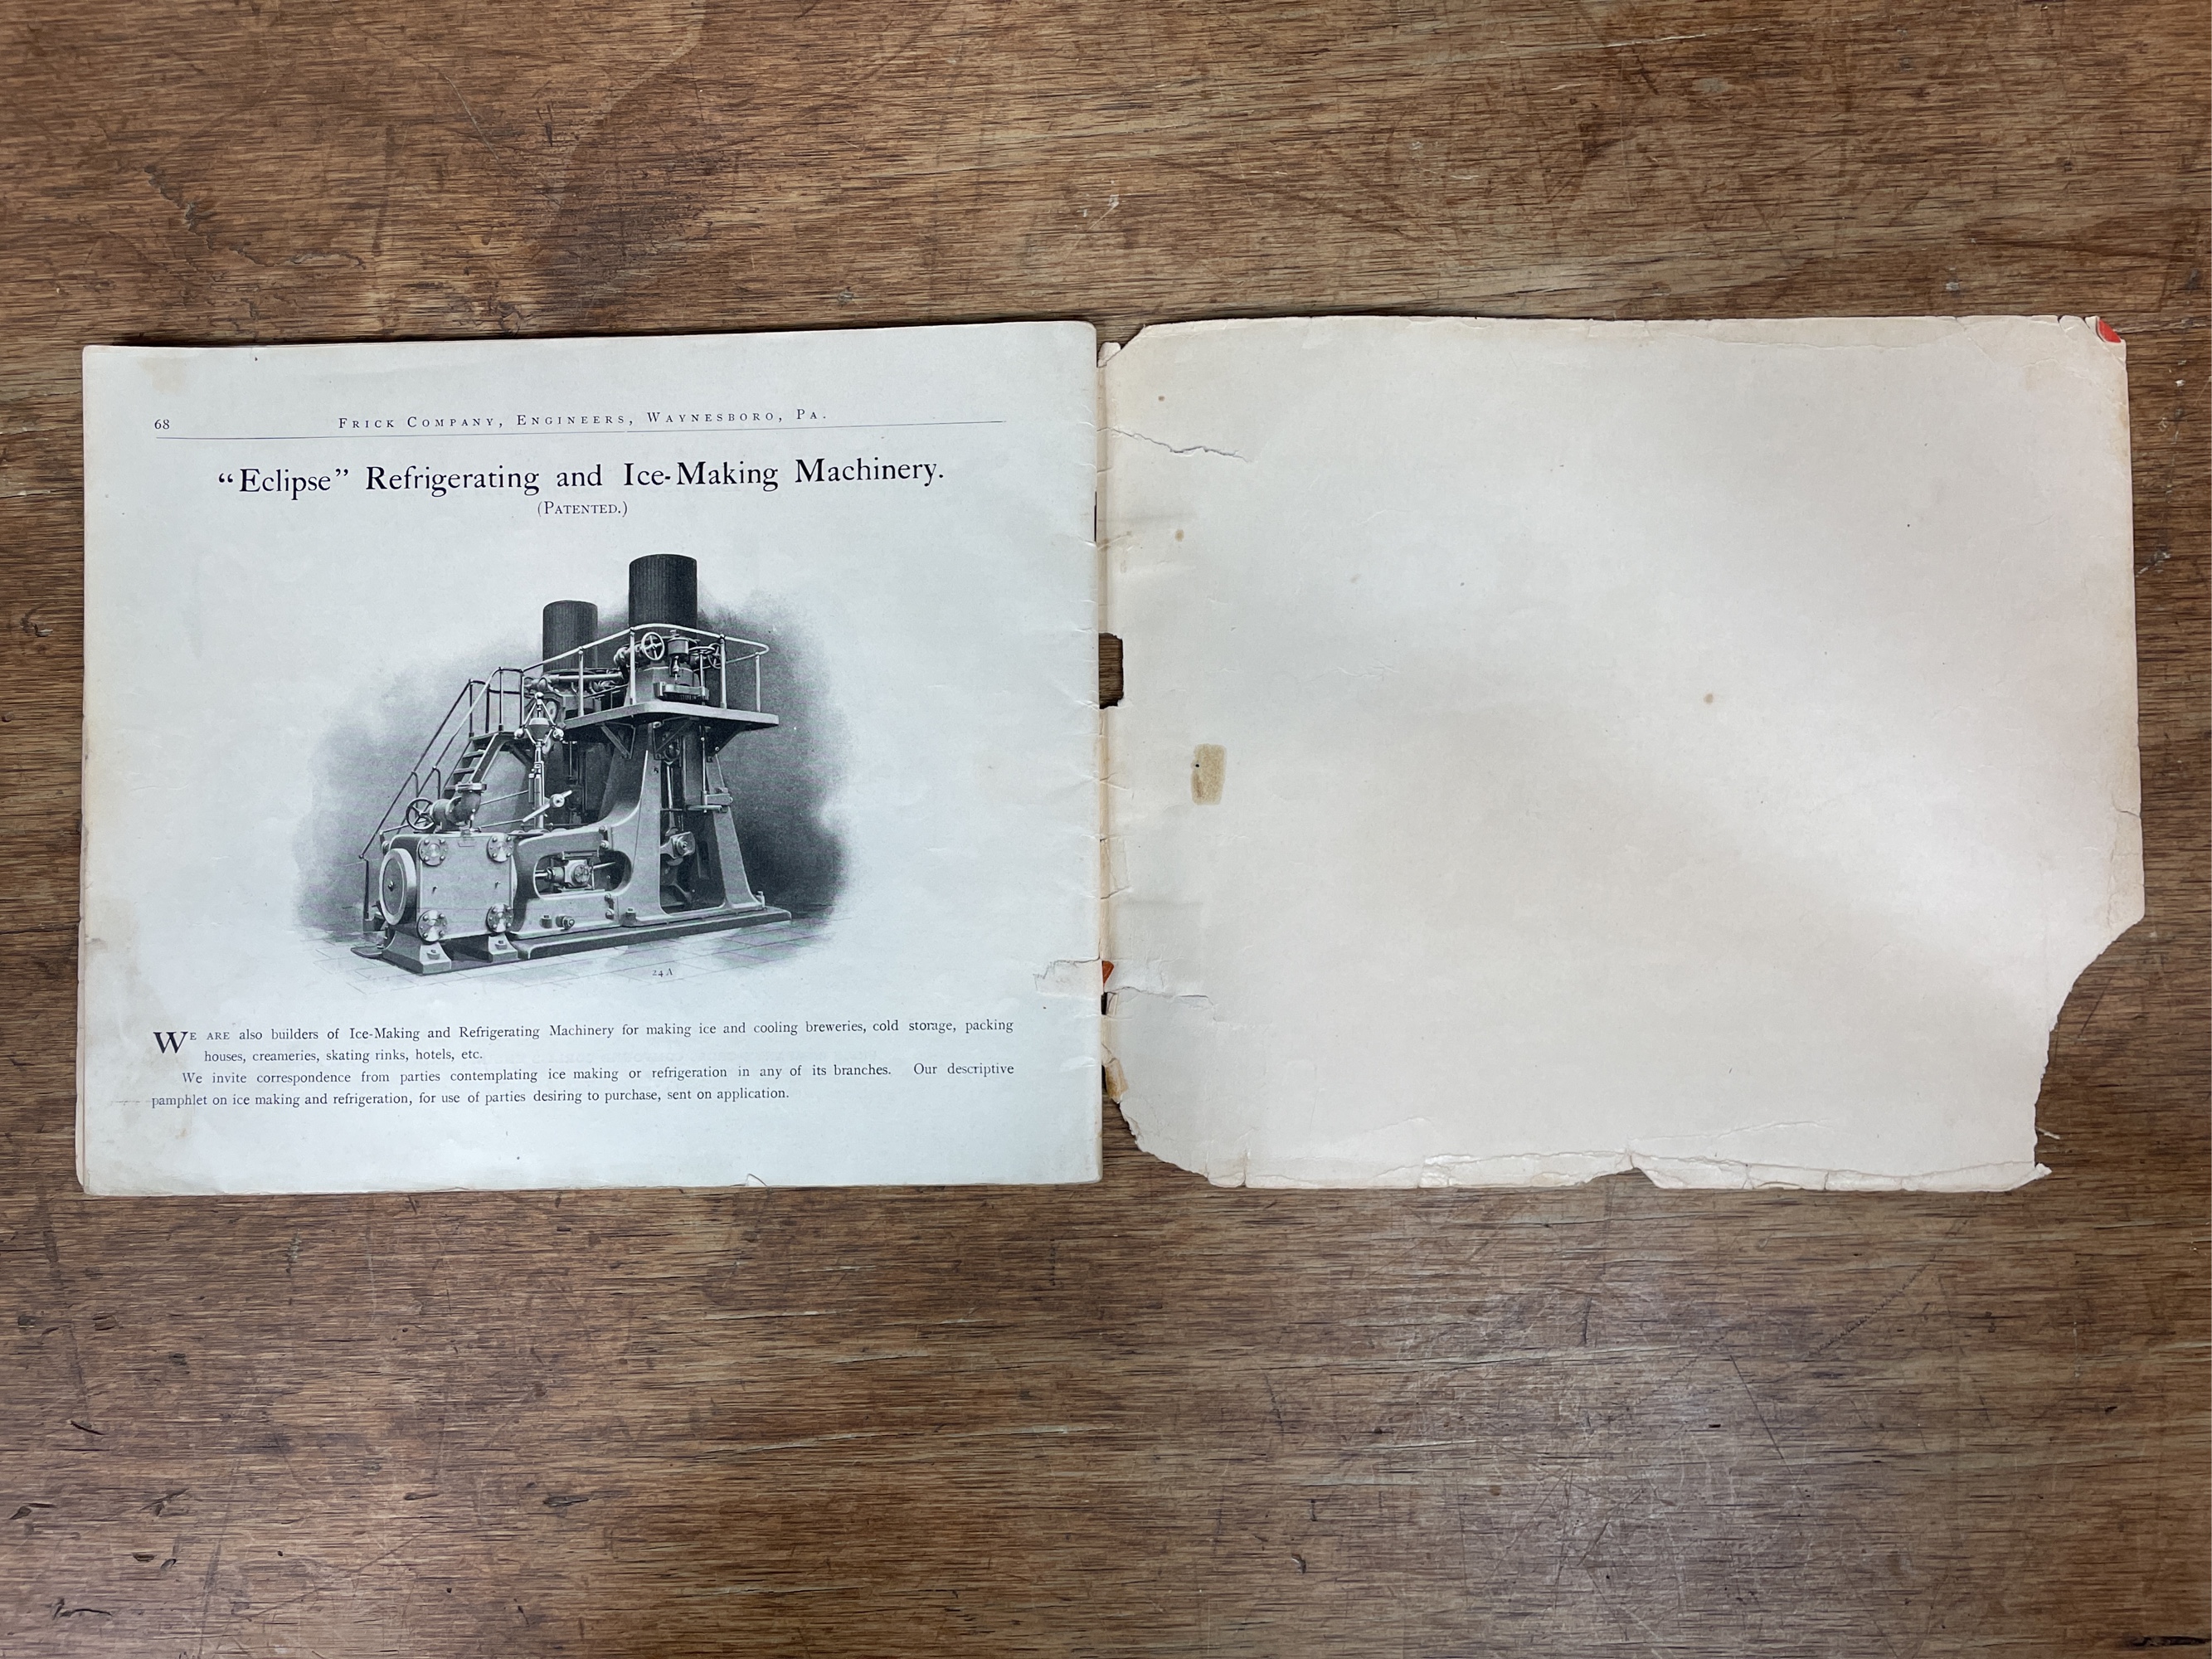 68
Frick Company, Engineers, Waynesboro, Pa.
“Eclipse” Refrigerating and Ice-Making Machinery.
(Patented.)
24 A
We are also builders of Ice-Making and Refrigerating Machinery for making ice and cooling breweries, cold storage, packing
houses, creameries, skating rinks, hotels, etc.
We invite correspondence from parties contemplating ice making or refrigeration in any of its branches. Our descriptive
pamphlet on ice making and refrigeration, for use of parties desiring to purchase, sent on application.